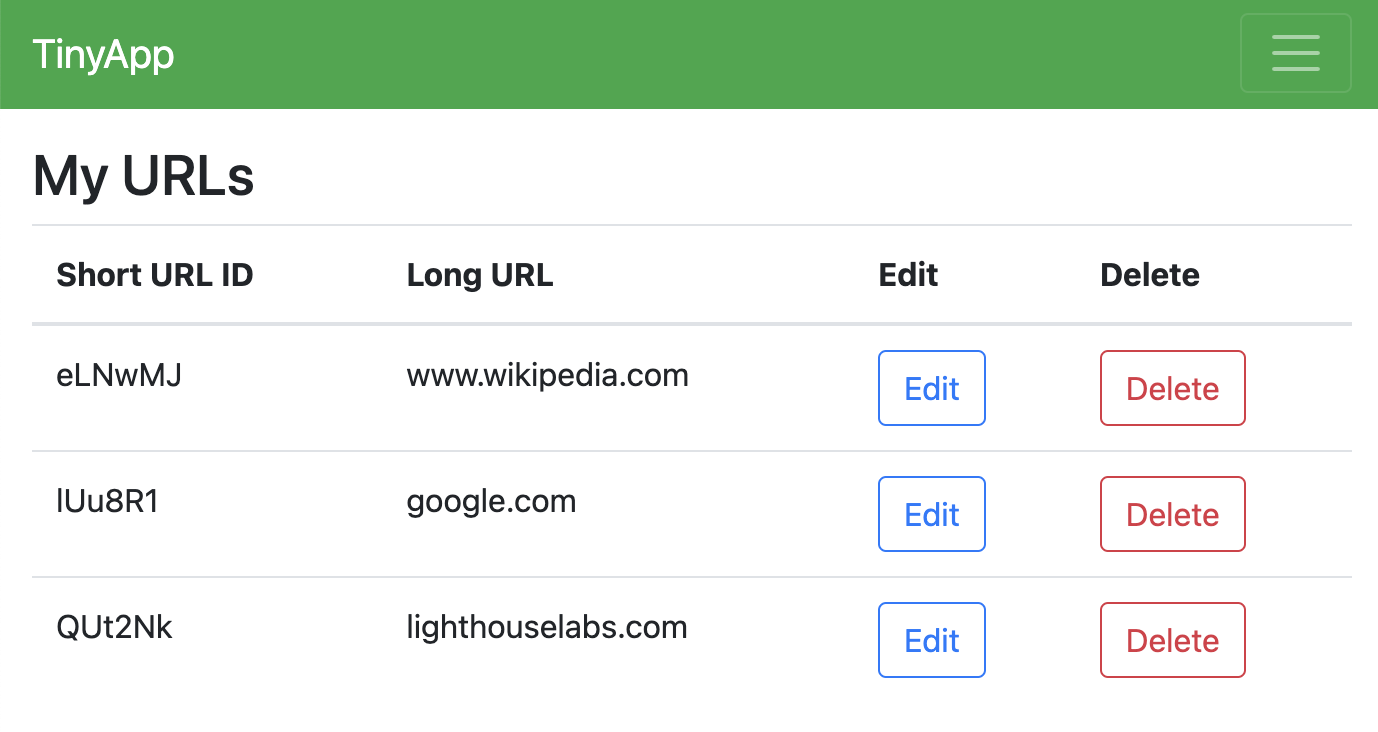 TinyApp
My URLs
Short URL ID Long URL Edit Delete
eLNwMJ www.wikipedia.com Edit Delete
lUu8R1 google.com Edit Delete
QUt2Nk lighthouselabs.com Edit Delete